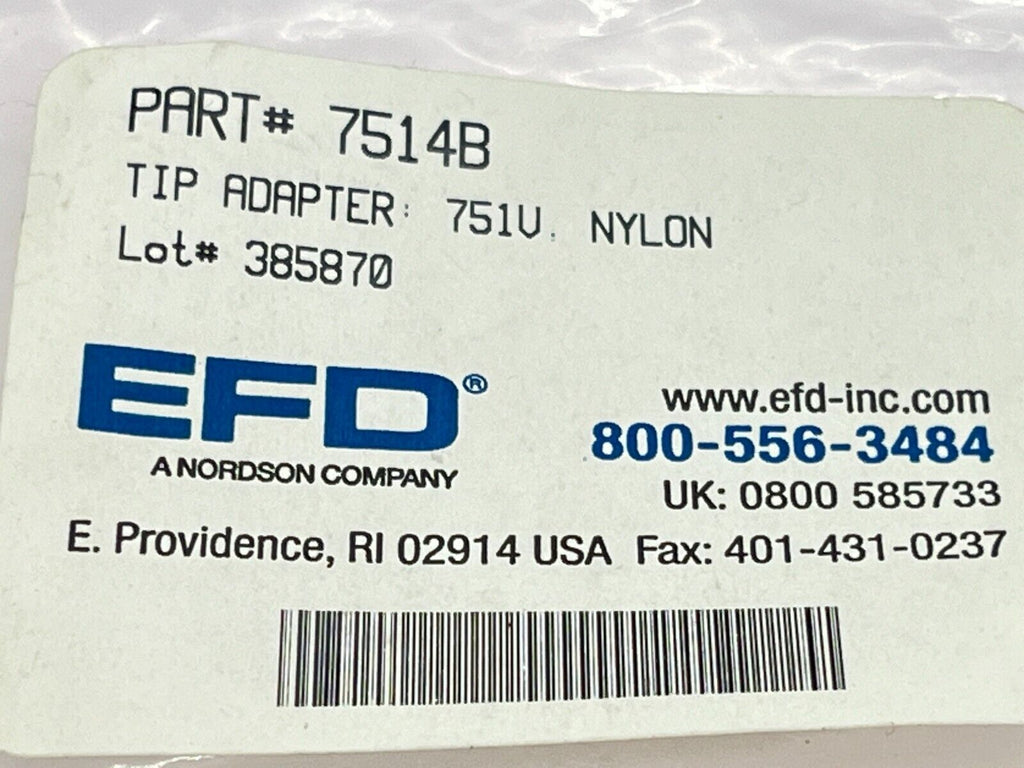 PART# 7514B
TIP ADAPTER: 751V, NYLON
Lot# 385870
EFD®
A NORDSON COMPANY
www.efd-inc.com
800-556-3484
UK: 0800 585733
E. Providence, RI 02914 USA Fax: 401-431-0237